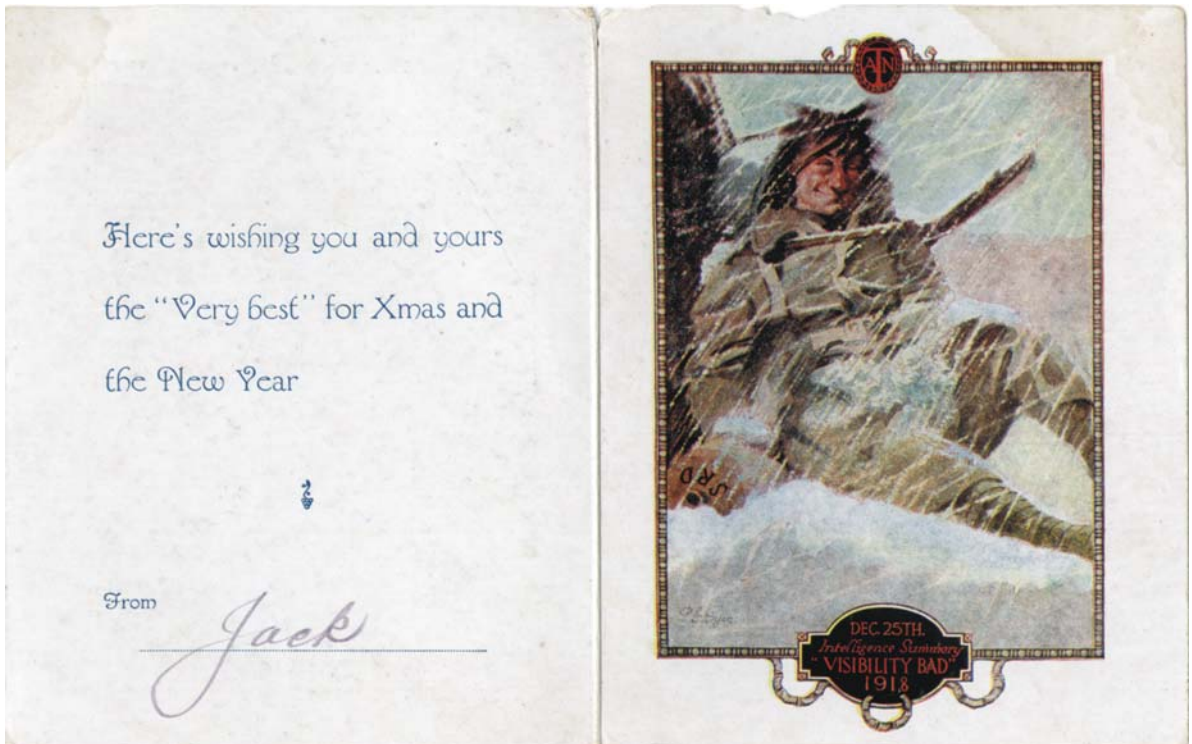 Here's wishing you and yours
the "Very best" for Xmas and
the New Year
From Jack
ATN
SRD
DEC. 25TH.
Intelligence Summary
"VISIBILITY BAD"
1918